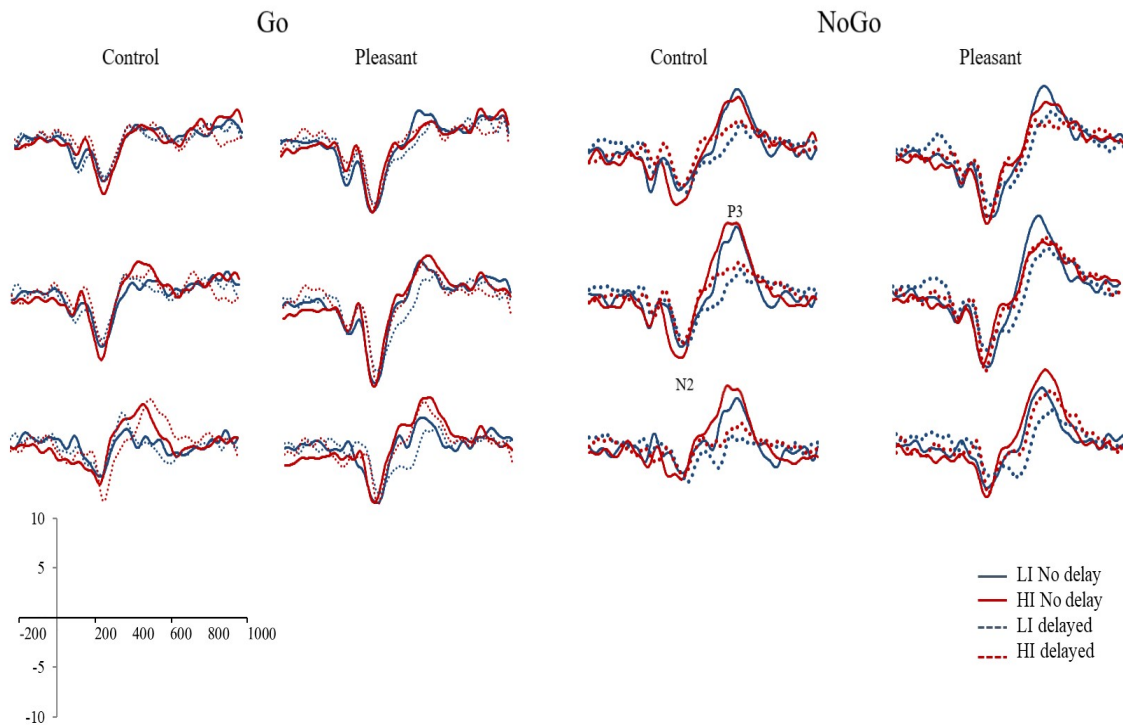 Go
NoGo
Control
Pleasant
Control
Pleasant
P3
N2
10
5
0
-200
200
400
600
800
1000
-5
-10
LI No delay
HI No delay
LI delayed
HI delayed